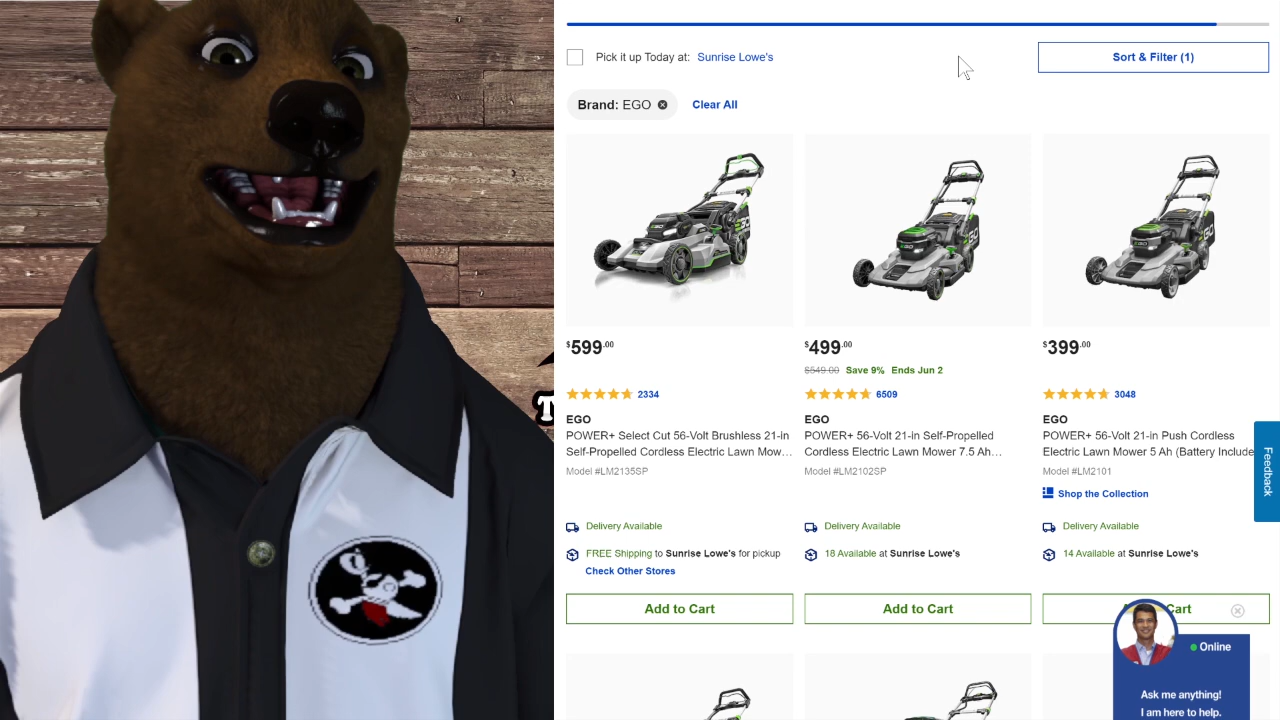 Pick it up Today at: Sunrise Lowe's
Sort & Filter (1)
Brand: EGO
Clear All
$599.00
2334
EGO
POWER+ Select Cut 56-Volt Brushless 21-in
Self-Propelled Cordless Electric Lawn Mow…
Model #LM2135SP
Delivery Available
FREE Shipping to Sunrise Lowe's for pickup
Check Other Stores
Add to Cart
$499.00
$549.00 Save 9% Ends Jun 2
6509
EGO
POWER+ 56-Volt 21-in Self-Propelled
Cordless Electric Lawn Mower 7.5 Ah…
Model #LM2102SP
Delivery Available
18 Available at Sunrise Lowe's
Add to Cart
$399.00
3048
EGO
POWER+ 56-Volt 21-in Push Cordless
Electric Lawn Mower 5 Ah (Battery Include
Model #LM2101
Shop the Collection
Delivery Available
14 Available at Sunrise Lowe's
Cart
Feedback
Online
Ask me anything!
I am here to help.